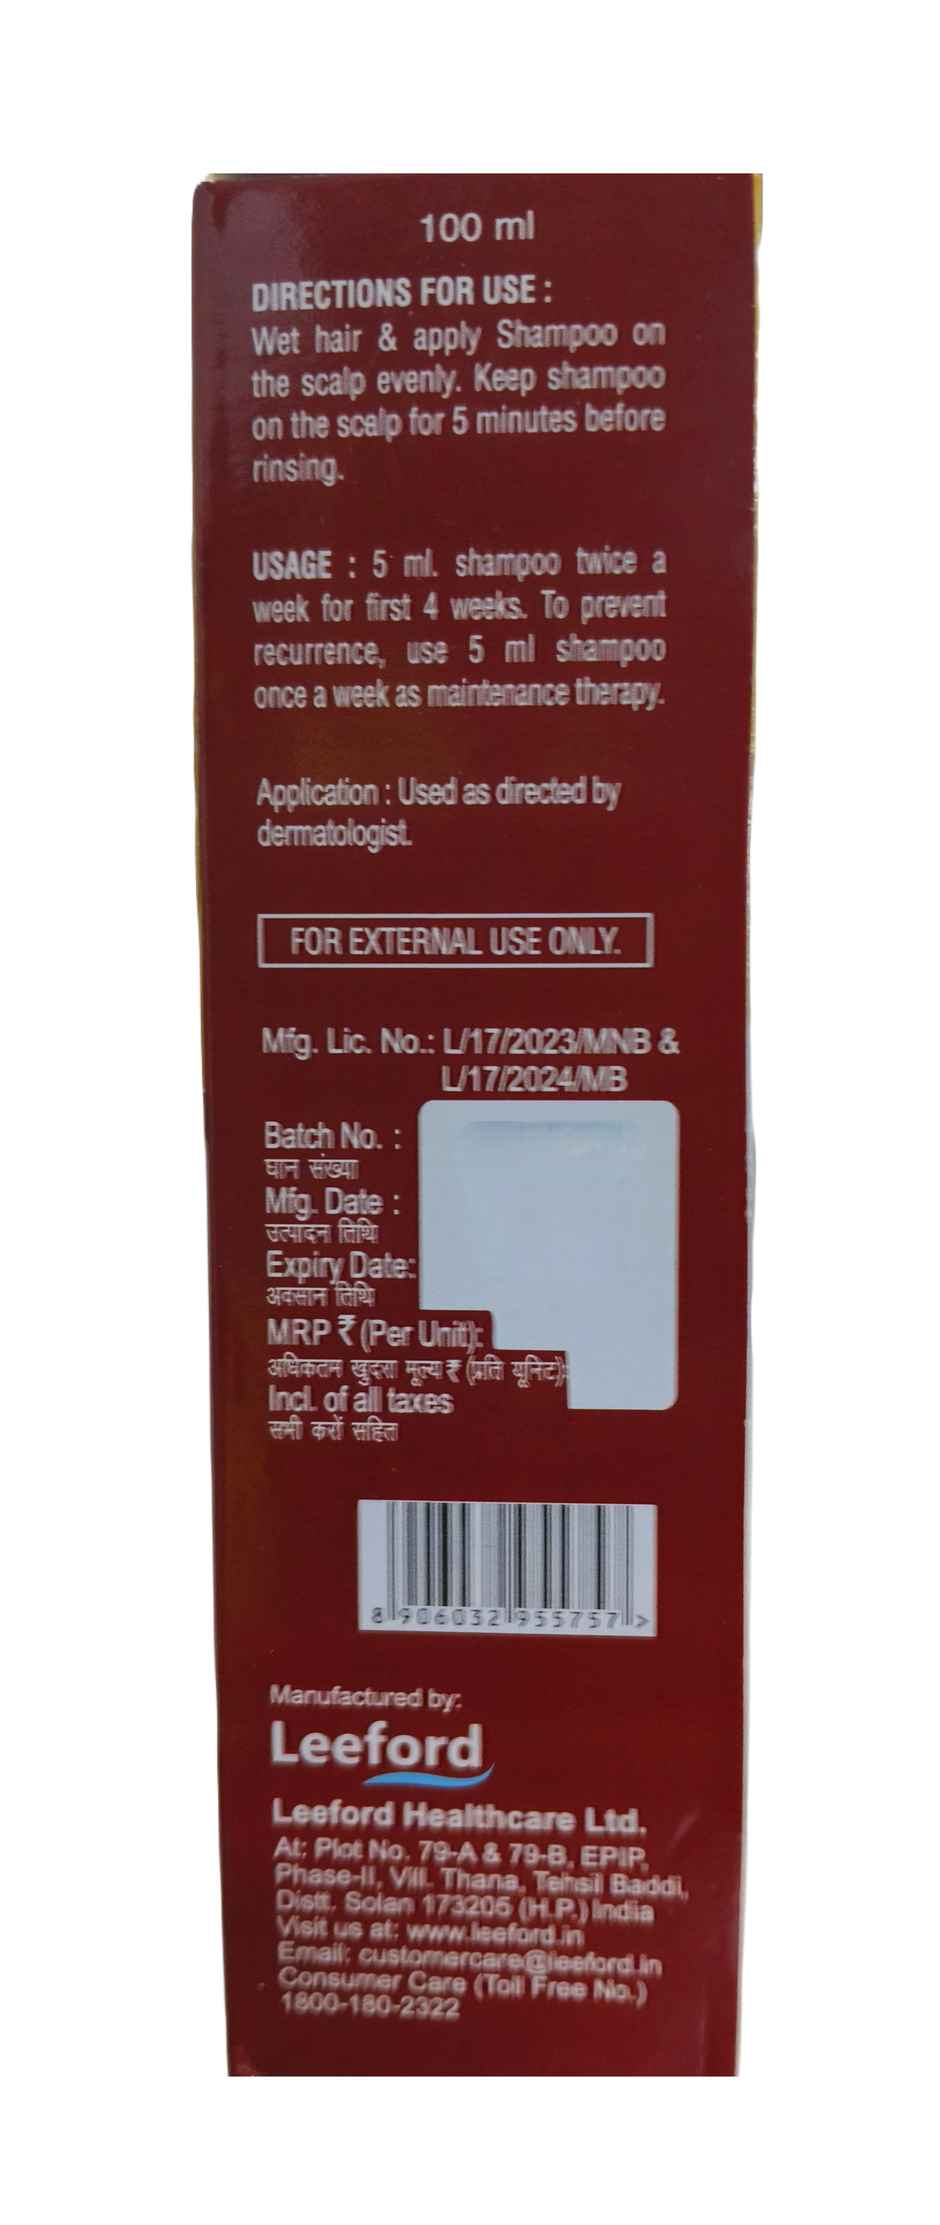 100 ml
DIRECTIONS FOR USE :
Wet hair & apply Shampoo on
the scalp evenly. Keep shampoo
on the scalp for 5 minutes before
rinsing.
USAGE : 5 ml. shampoo twice a
week for first 4 weeks. To prevent
recurrence, use 5 ml shampoo
once a week as maintenance therapy.
Application : Used as directed by
dermatologist.
FOR EXTERNAL USE ONLY.
Mfg. Lic. No.: L/17/2023/MNB &
L/17/2024/MB
Batch No. :
घान संख्या
Mfg. Date :
उत्पादन तिथि
Expiry Date:
अवसान तिथि
MRP ₹ (Per Unit):
अधिकतम खुदरा मूल्य ₹ (प्रति यूनिट):
Incl. of all taxes
सभी करों सहित
8 906032 955757 >
Manufactured by:
Leeford
Leeford Healthcare Ltd.
At: Plot No. 79-A & 79-B, EPIP,
Phase-II, Vill. Thana, Tehsil Baddi,
Distt. Solan 173205 (H.P.) India
Visit us at: www.leeford.in
Email: customercare@leeford.in
Consumer Care (Toll Free No.)
1800-180-2322